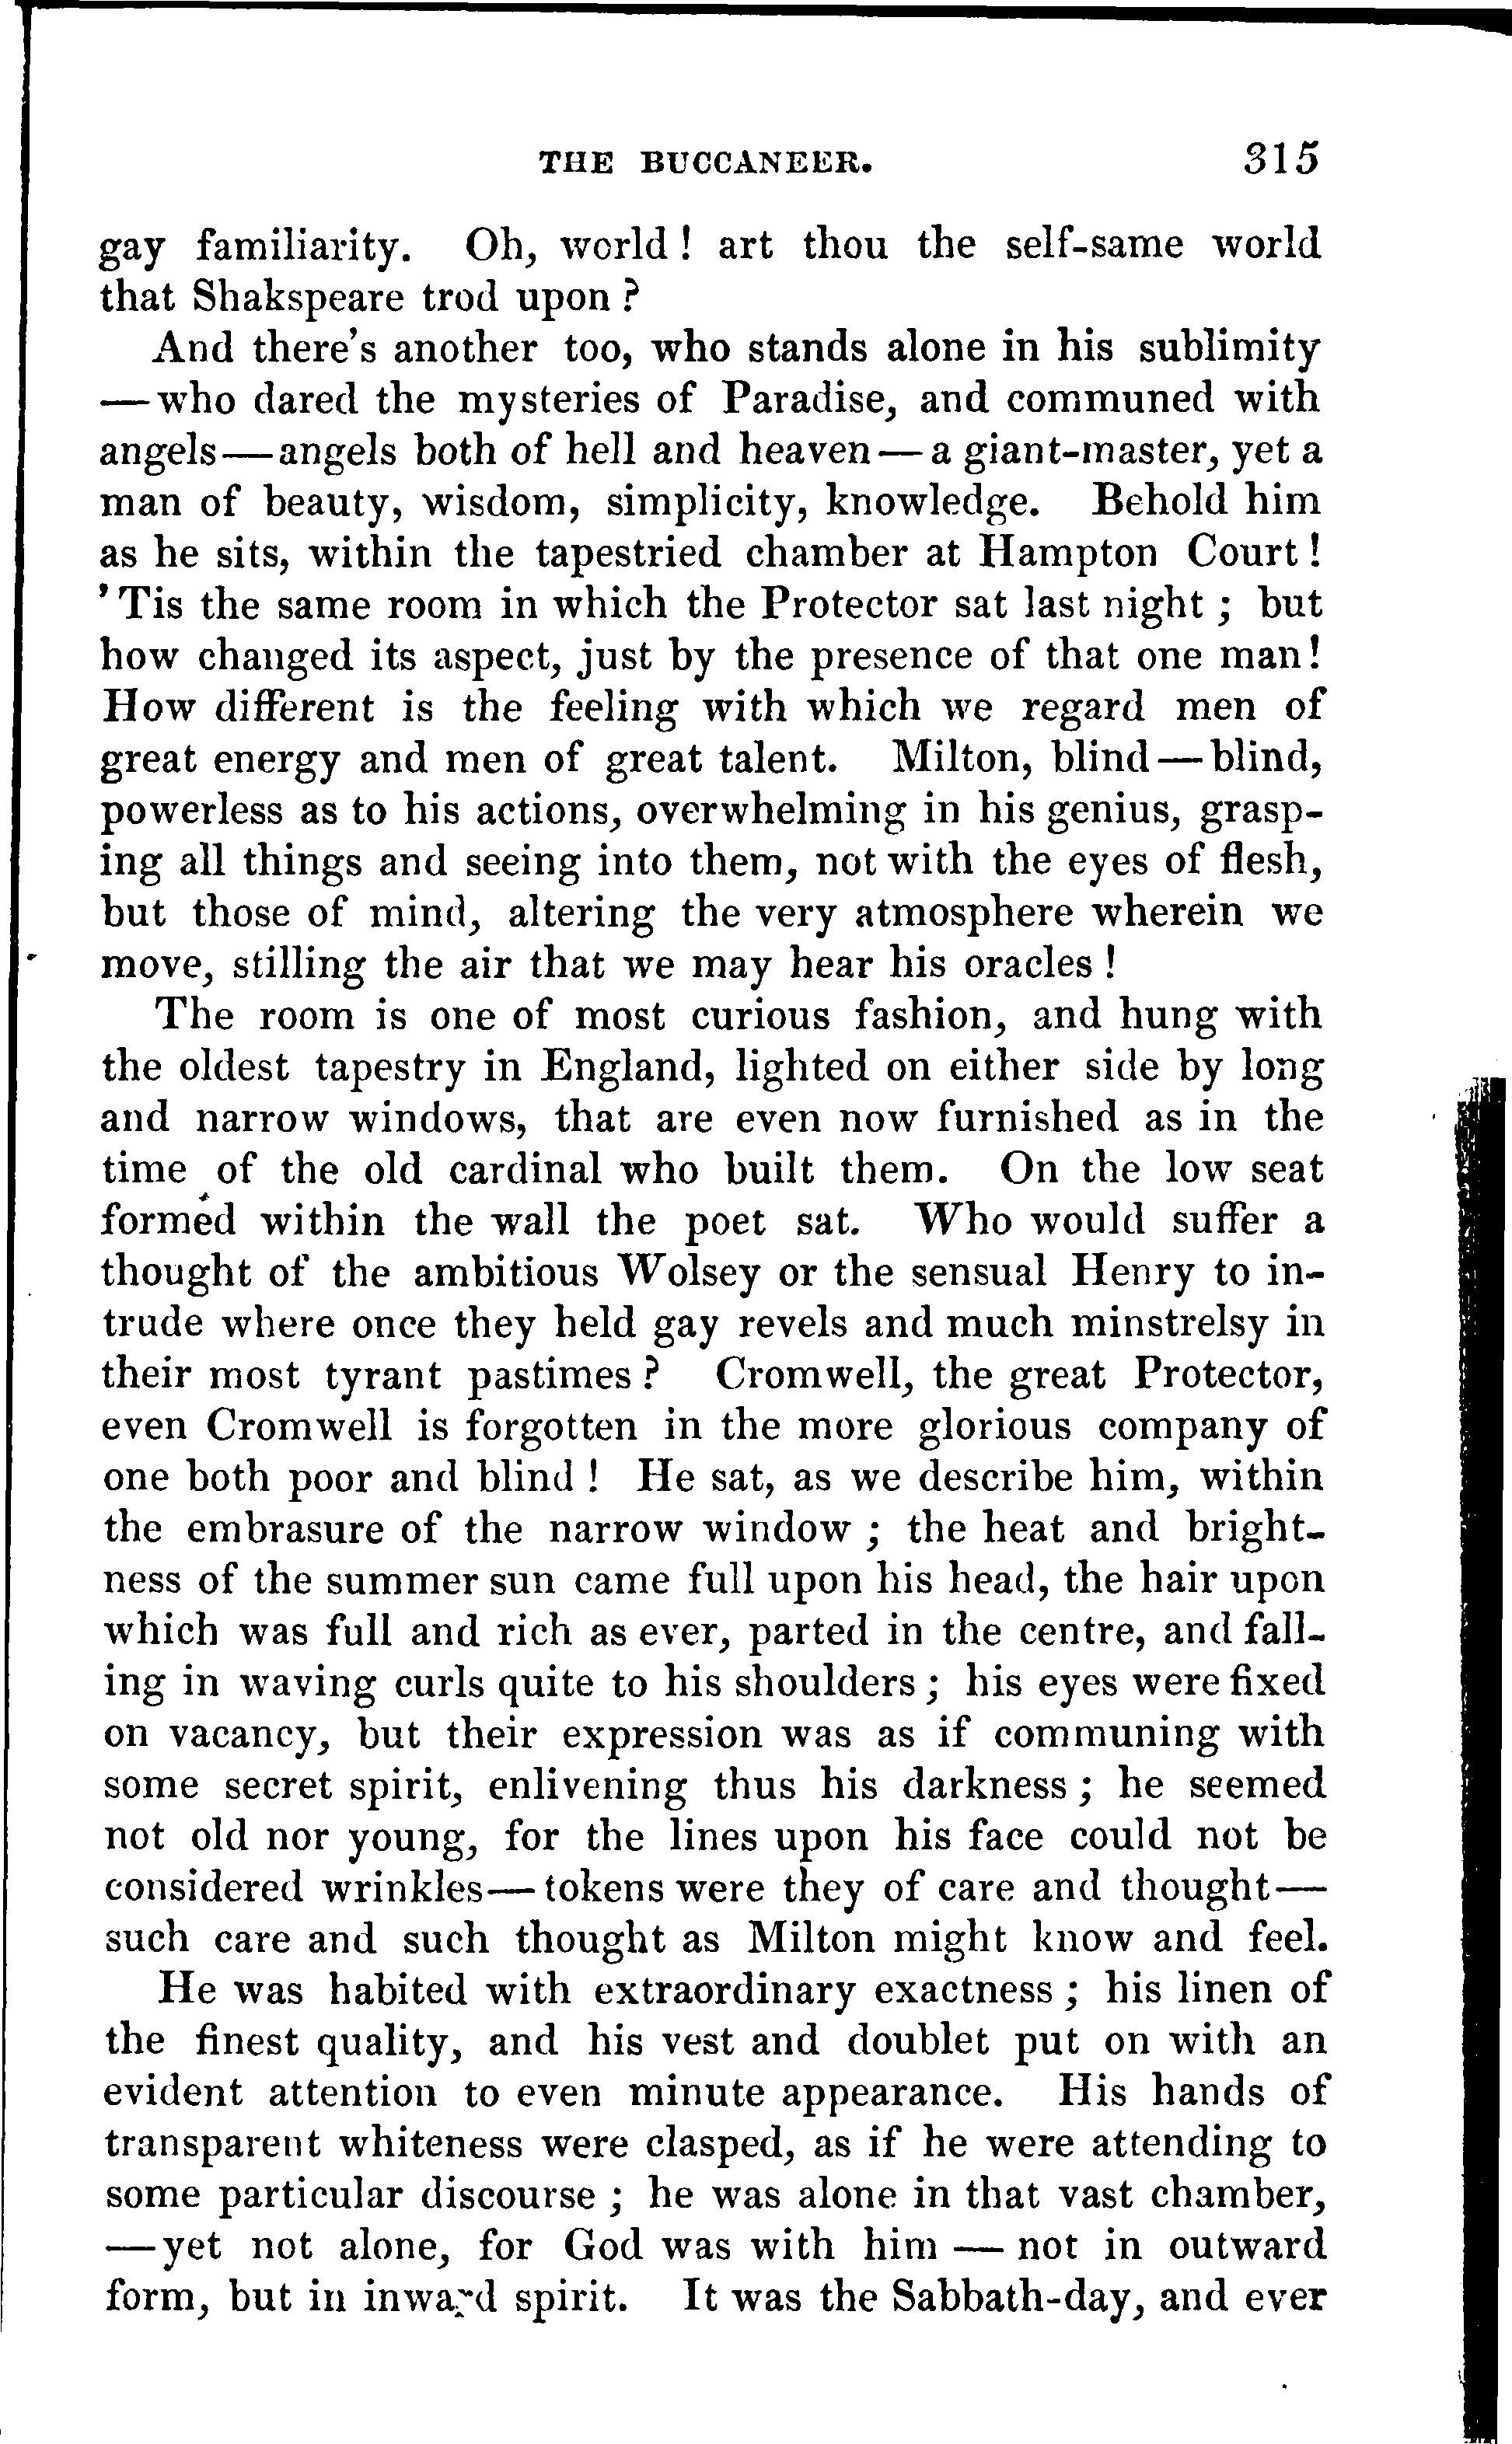 THE BUCCANEER. 315
gay familiarity. Oh, world! art thou the self-same world
that Shakspeare trod upon?
And there's another too, who stands alone in his sublimity
—who dared the mysteries of Paradise, and communed with
angels—angels both of hell and heaven—a giant-master, yet a
man of beauty, wisdom, simplicity, knowledge. Behold him
as he sits, within the tapestried chamber at Hampton Court!
'Tis the same room in which the Protector sat last night; but
how changed its aspect, just by the presence of that one man!
How different is the feeling with which we regard men of
great energy and men of great talent. Milton, blind—blind,
powerless as to his actions, overwhelming in his genius, grasp-
ing all things and seeing into them, not with the eyes of flesh,
but those of mind, altering the very atmosphere wherein we
move, stilling the air that we may hear his oracles!
The room is one of most curious fashion, and hung with
the oldest tapestry in England, lighted on either side by long
and narrow windows, that are even now furnished as in the
time of the old cardinal who built them. On the low seat
formed within the wall the poet sat. Who would suffer a
thought of the ambitious Wolsey or the sensual Henry to in-
trude where once they held gay revels and much minstrelsy in
their most tyrant pastimes? Cromwell, the great Protector,
even Cromwell is forgotten in the more glorious company of
one both poor and blind! He sat, as we describe him, within
the embrasure of the narrow window; the heat and bright-
ness of the summer sun came full upon his head, the hair upon
which was full and rich as ever, parted in the centre, and fall-
ing in waving curls quite to his shoulders; his eyes were fixed
on vacancy, but their expression was as if communing with
some secret spirit, enlivening thus his darkness; he seemed
not old nor young, for the lines upon his face could not be
considered wrinkles—tokens were they of care and thought—
such care and such thought as Milton might know and feel.
He was habited with extraordinary exactness; his linen of
the finest quality, and his vest and doublet put on with an
evident attention to even minute appearance. His hands of
transparent whiteness were clasped, as if he were attending to
some particular discourse; he was alone in that vast chamber,
—yet not alone, for God was with him—not in outward
form, but in inward spirit. It was the Sabbath-day, and ever